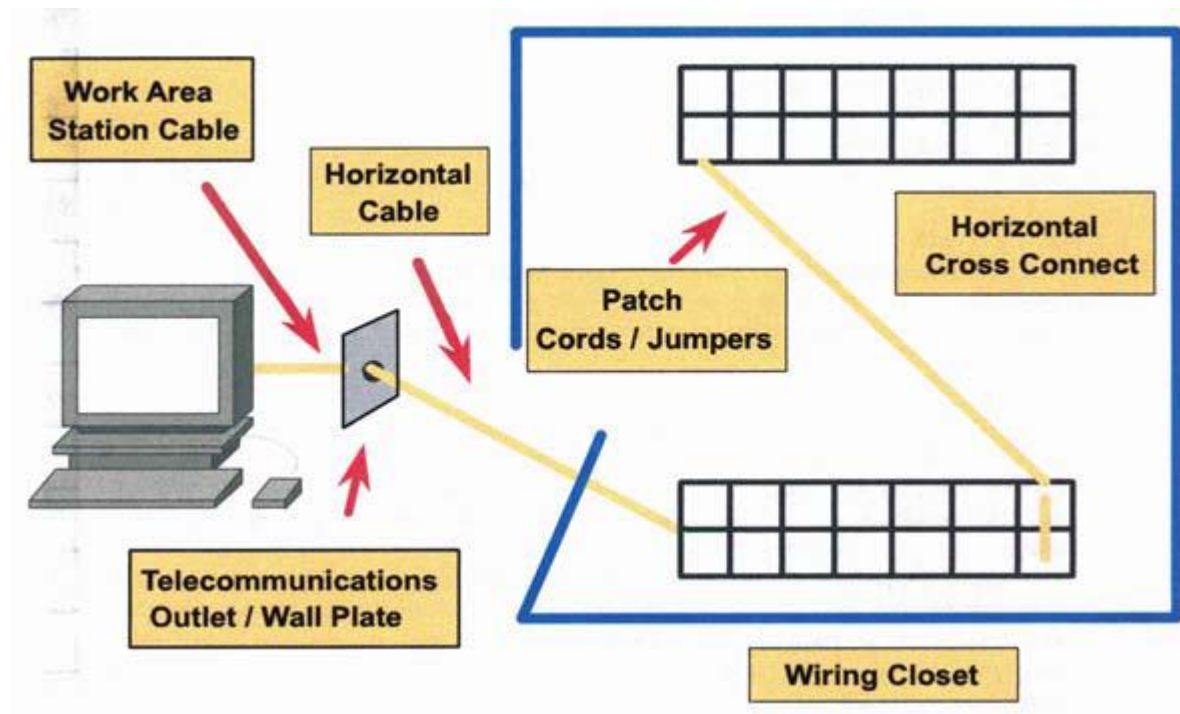 Work Area
Station Cable
Horizontal
Cable
Horizontal
Cross Connect
Patch
Cords / Jumpers
Telecommunications
Outlet / Wall Plate
Wiring Closet